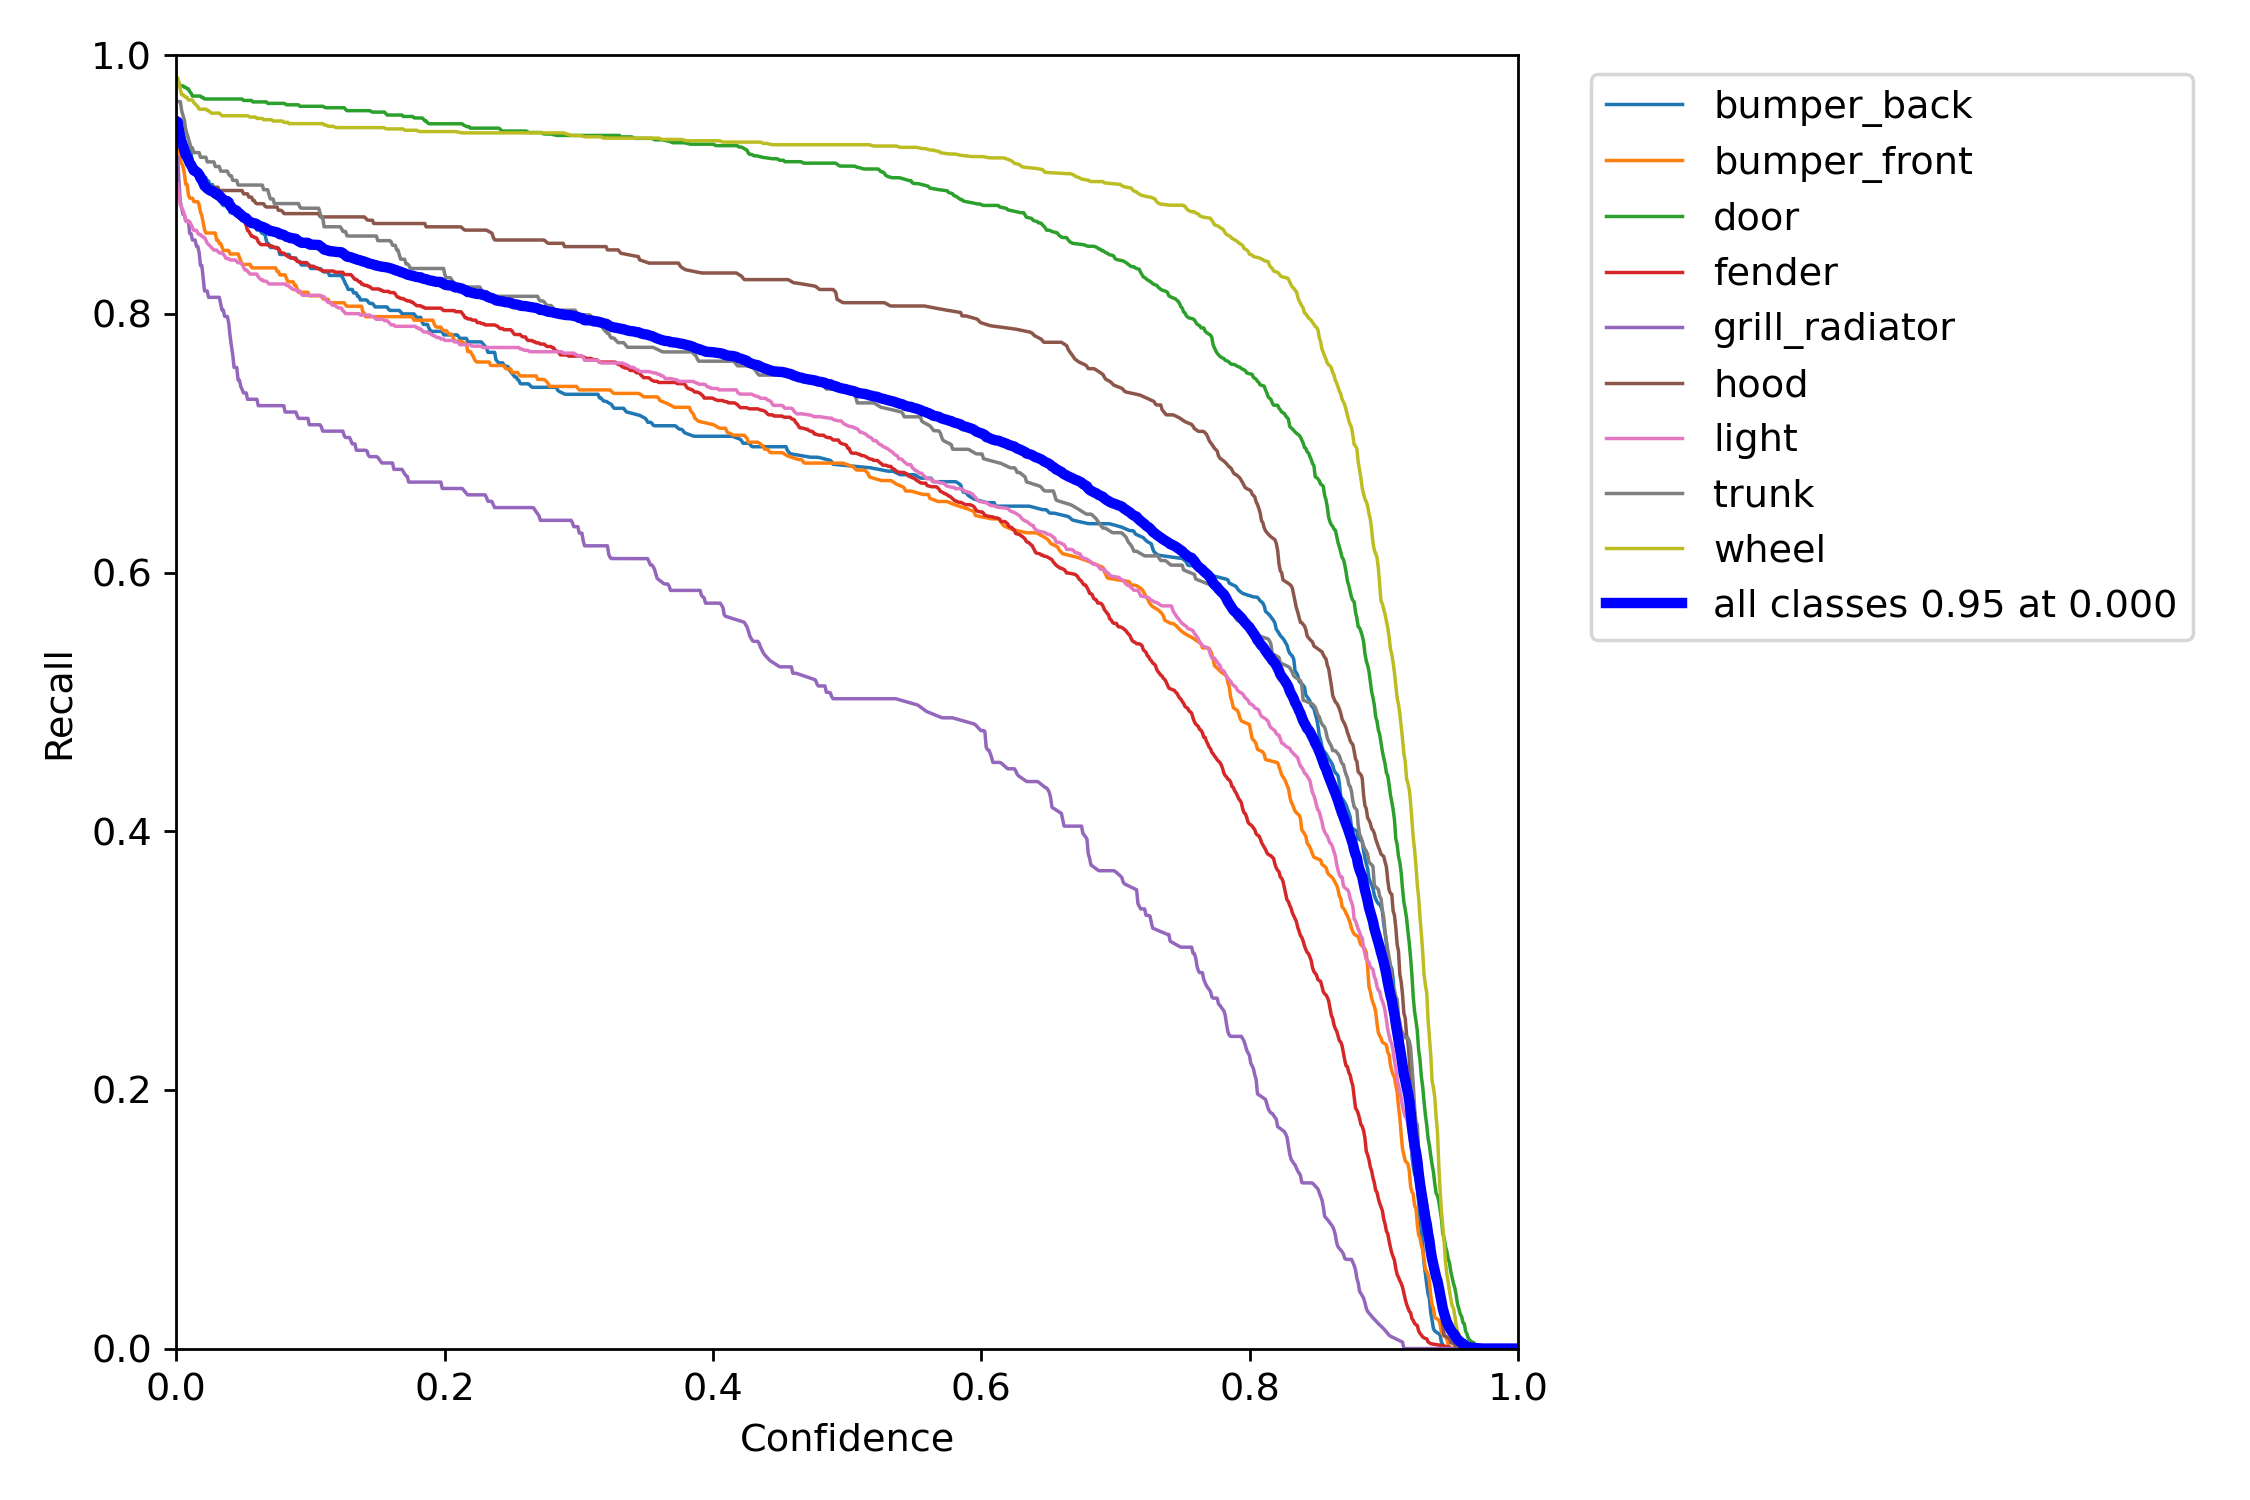 1.0
0.8
0.6
0.4
0.2
0.0
Recall
0.0 0.2 0.4 0.6 0.8 1.0
Confidence
bumper_back
bumper_front
door
fender
grill_radiator
hood
light
trunk
wheel
all classes 0.95 at 0.000